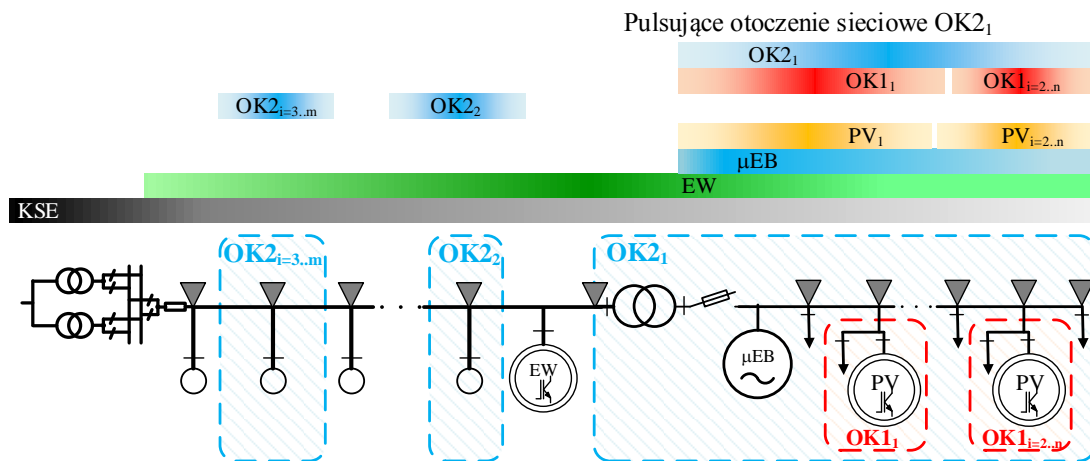 Pulsujące otoczenie sieciowe OK2₁
OK2₁
OK1₁ OK1ᵢ₌₂..ₙ
OK2ᵢ₌₃..ₘ OK2₂
PV₁ PVᵢ₌₂..ₙ
µEB
EW
KSE
OK2ᵢ₌₃..ₘ OK2₂ OK2₁
EW µEB PV PV
OK1₁ OK1ᵢ₌₂..ₙ